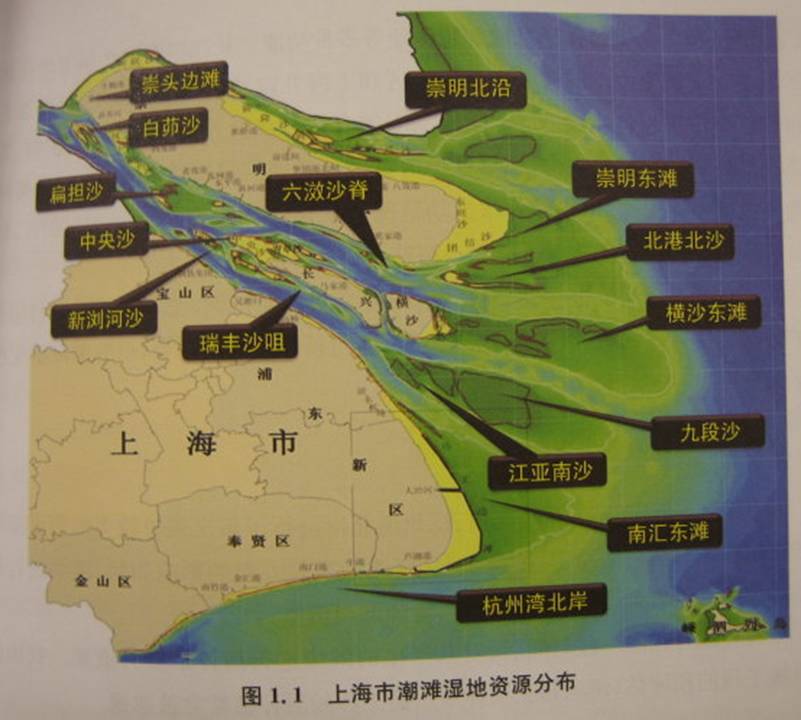 崇头边滩
崇明北沿
白茆沙
明
六滧沙脊
崇明东滩
扁担沙
中央沙
北港北沙
长
宝山区
兴
横
沙
横沙东滩
新浏河沙
瑞丰沙咀
浦
东
九段沙
上海市
新
江亚南沙
区
南汇东滩
奉贤区
金山区
杭州湾北岸
嵊泗列岛
图1.1 上海市潮滩湿地资源分布